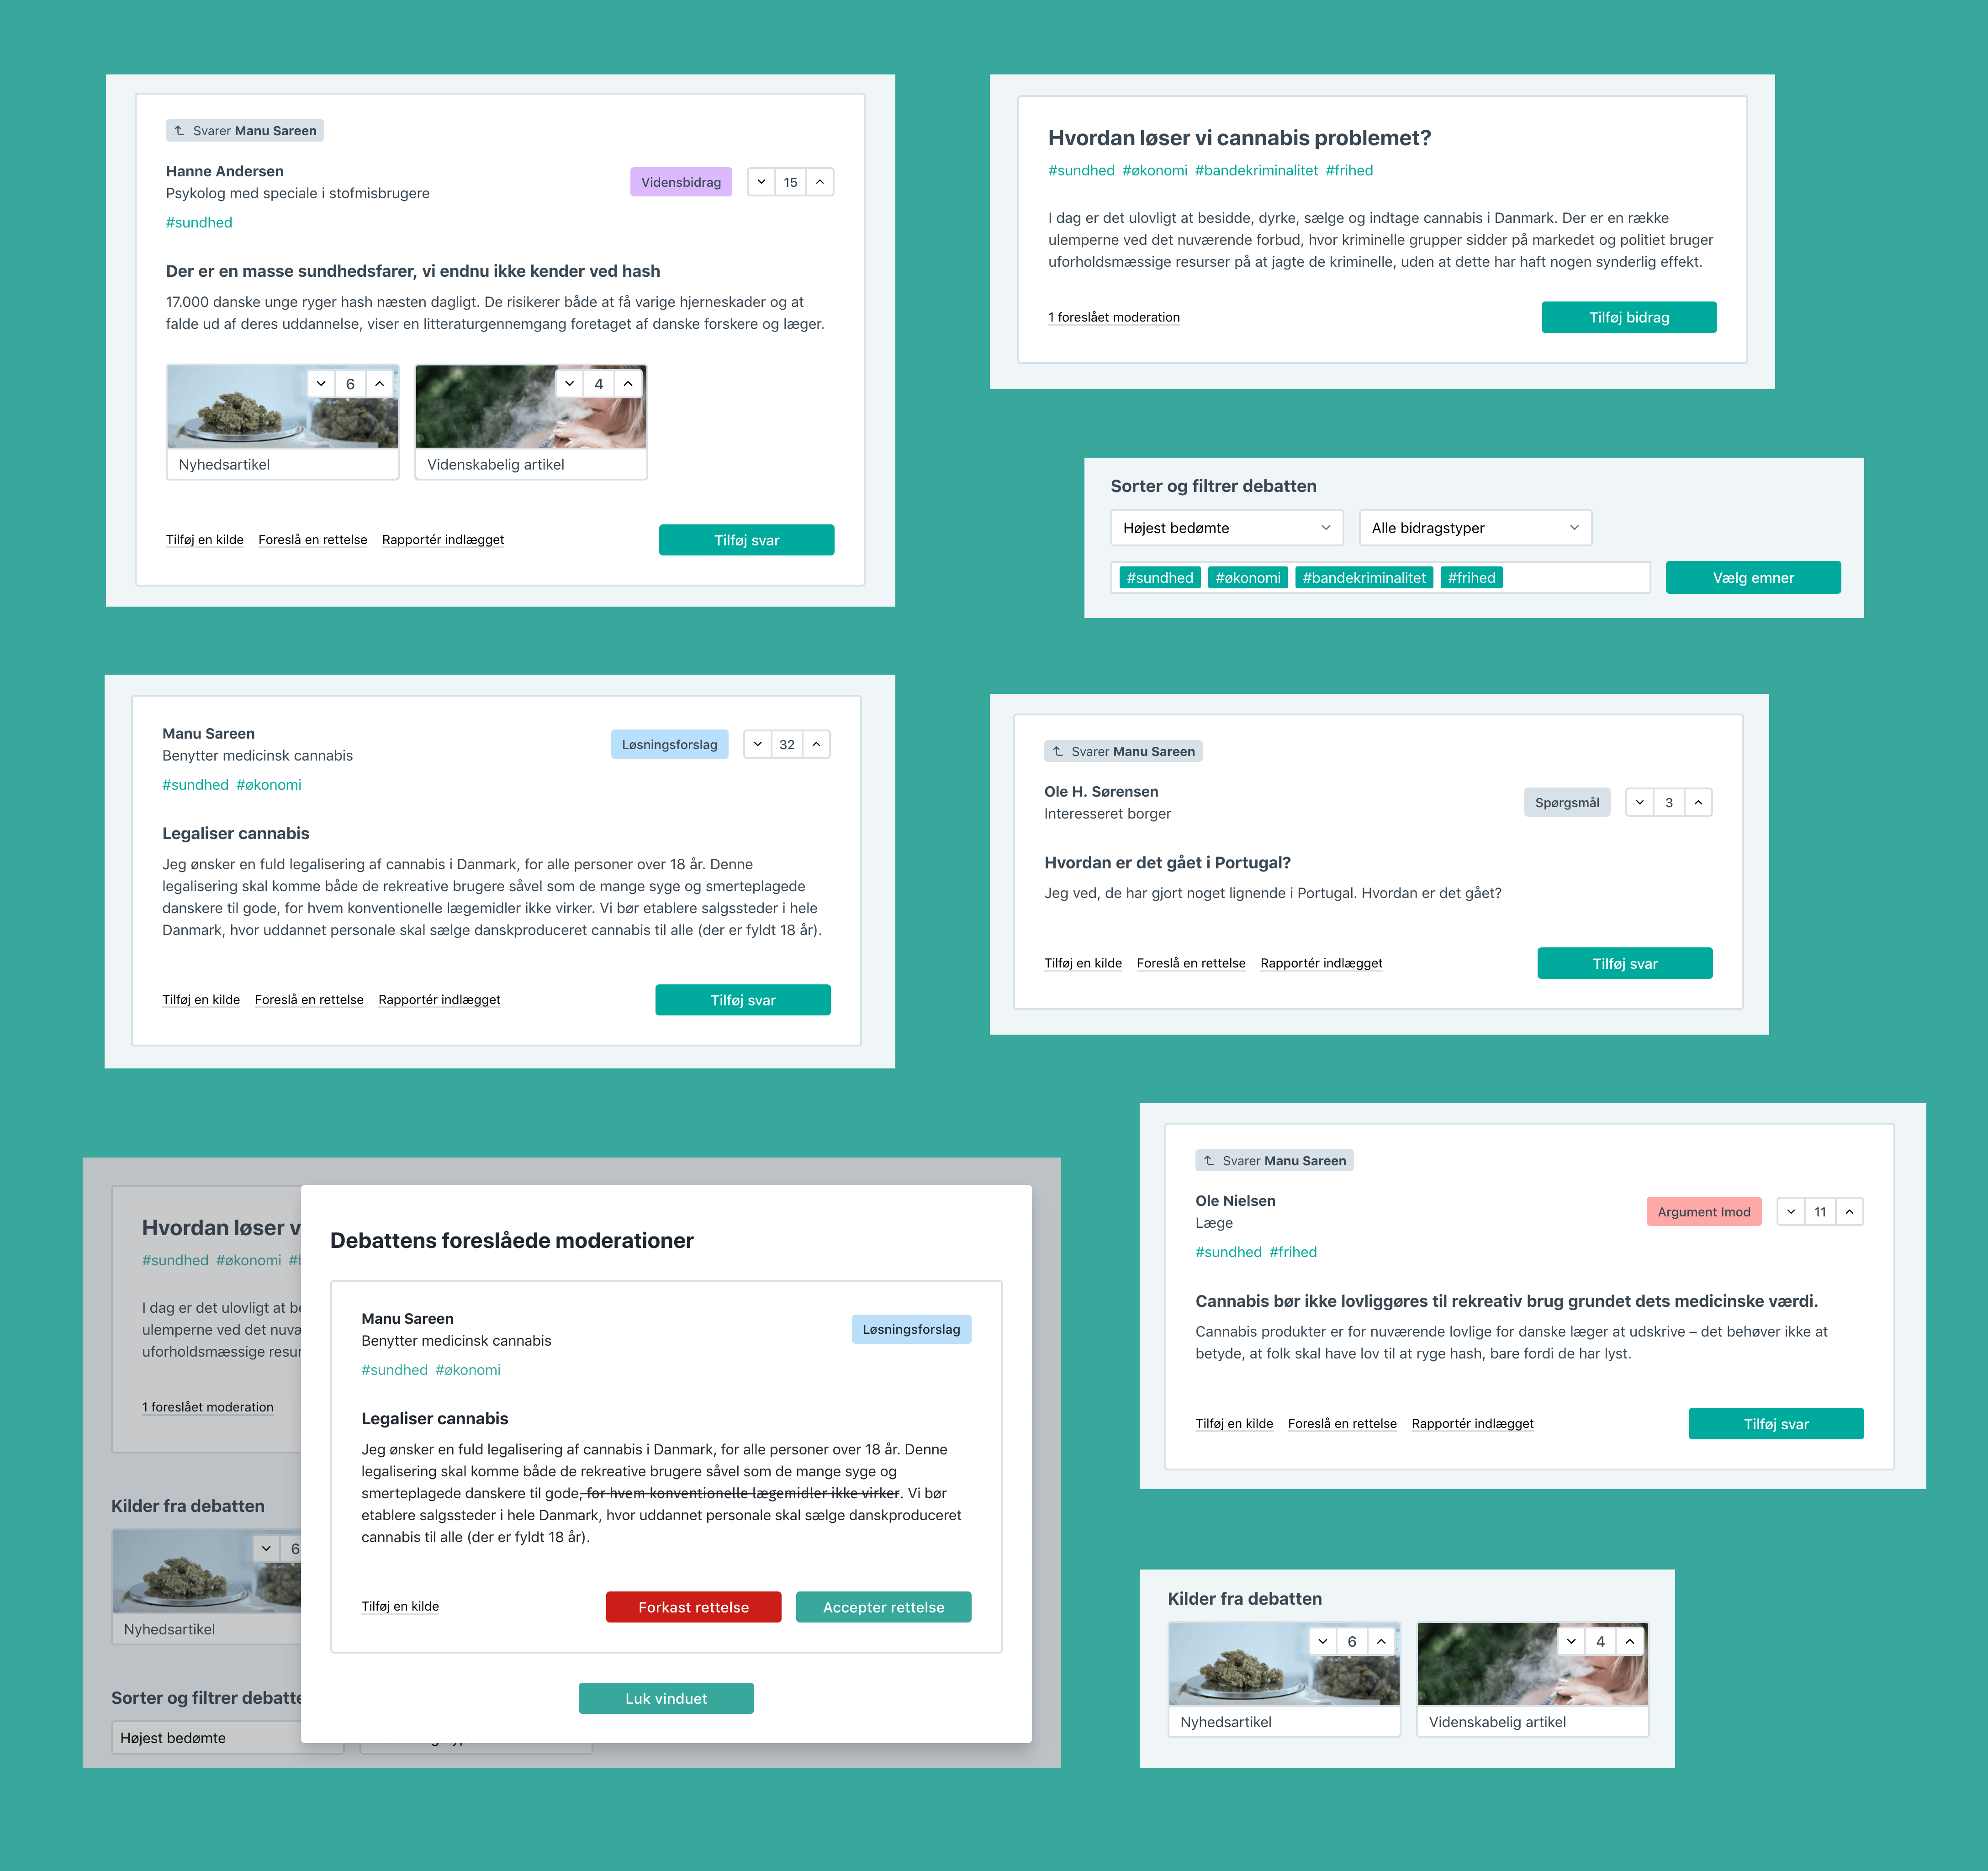 Svarer Manu Sareen
Hanne Andersen
Psykolog med speciale i stofmisbrugere
Vidensbidrag
15
#sundhed
Der er en masse sundhedsfarer, vi endnu ikke kender ved hash
17.000 danske unge ryger hash næsten dagligt. De risikerer både at få varige hjerneskader og at
falde ud af deres uddannelse, viser en litteraturgennemgang foretaget af danske forskere og læger.
6
4
Nyhedsartikel
Videnskabelig artikel
Tilføj en kilde Foreslå en rettelse Rapportér indlægget
Tilføj svar
Hvordan løser vi cannabis problemet?
#sundhed #økonomi #bandekriminalitet #frihed
I dag er det ulovligt at besidde, dyrke, sælge og indtage cannabis i Danmark. Der er en række
ulemperne ved det nuværende forbud, hvor kriminelle grupper sidder på markedet og politiet bruger
uforholdsmæssige resurser på at jagte de kriminelle, uden at dette har haft nogen synderlig effekt.
1 foreslået moderation
Tilføj bidrag
Sorter og filtrer debatten
Højest bedømte
Alle bidragstyper
#sundhed #økonomi #bandekriminalitet #frihed
Vælg emner
Manu Sareen
Benytter medicinsk cannabis
Løsningsforslag
32
#sundhed #økonomi
Legaliser cannabis
Jeg ønsker en fuld legalisering af cannabis i Danmark, for alle personer over 18 år. Denne
legalisering skal komme både de rekreative brugere såvel som de mange syge og smerteplagede
danskere til gode, for hvem konventionelle lægemidler ikke virker. Vi bør etablere salgssteder i hele
Danmark, hvor uddannet personale skal sælge danskproduceret cannabis til alle (der er fyldt 18 år).
Tilføj en kilde Foreslå en rettelse Rapportér indlægget
Tilføj svar
Svarer Manu Sareen
Ole H. Sørensen
Interesseret borger
Spørgsmål
3
Hvordan er det gået i Portugal?
Jeg ved, de har gjort noget lignende i Portugal. Hvordan er det gået?
Tilføj en kilde Foreslå en rettelse Rapportér indlægget
Tilføj svar
Svarer Manu Sareen
Ole Nielsen
Læge
Argument Imod
11
#sundhed #frihed
Cannabis bør ikke lovliggøres til rekreativ brug grundet dets medicinske værdi.
Cannabis produkter er for nuværende lovlige for danske læger at udskrive – det behøver ikke at
betyde, at folk skal have lov til at ryge hash, bare fordi de har lyst.
Tilføj en kilde Foreslå en rettelse Rapportér indlægget
Tilføj svar
Hvordan løser v
#sundhed #økonomi #b
I dag er det ulovligt at be
ulemperne ved det nuva
uforholdsmæssige resur
1 foreslået moderation
Kilder fra debatten
6
Nyhedsartikel
Sorter og filtrer debatte
Højest bedømte
Debattens foreslåede moderationer
Manu Sareen
Benytter medicinsk cannabis
Løsningsforslag
#sundhed #økonomi
Legaliser cannabis
Jeg ønsker en fuld legalisering af cannabis i Danmark, for alle personer over 18 år. Denne
legalisering skal komme både de rekreative brugere såvel som de mange syge og
smerteplagede danskere til gode, for hvem konventionelle lægemidler ikke virker. Vi bør
etablere salgssteder i hele Danmark, hvor uddannet personale skal sælge danskproduceret
cannabis til alle (der er fyldt 18 år).
Tilføj en kilde
Forkast rettelse
Accepter rettelse
Luk vinduet
Kilder fra debatten
6
4
Nyhedsartikel
Videnskabelig artikel